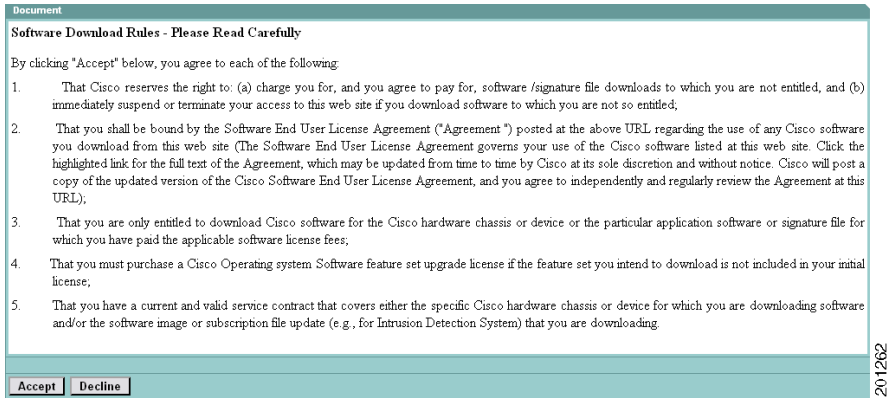 Document
Software Download Rules - Please Read Carefully
By clicking "Accept" below, you agree to each of the following:
1. That Cisco reserves the right to: (a) charge you for, and you agree to pay for, software /signature file downloads to which you are not entitled, and (b)
immediately suspend or terminate your access to this web site if you download software to which you are not so entitled;
2. That you shall be bound by the Software End User License Agreement ("Agreement ") posted at the above URL regarding the use of any Cisco software
you download from this web site (The Software End User License Agreement governs your use of the Cisco software listed at this web site. Click the
highlighted link for the full text of the Agreement, which may be updated from time to time by Cisco at its sole discretion and without notice. Cisco will post a
copy of the updated version of the Cisco Software End User License Agreement, and you agree to independently and regularly review the Agreement at this
URL);
3. That you are only entitled to download Cisco software for the Cisco hardware chassis or device or the particular application software or signature file for
which you have paid the applicable software license fees;
4. That you must purchase a Cisco Operating system Software feature set upgrade license if the feature set you intend to download is not included in your initial
license;
5. That you have a current and valid service contract that covers either the specific Cisco hardware chassis or device for which you are downloading software
and/or the software image or subscription file update (e.g., for Intrusion Detection System) that you are downloading.
Accept Decline
201262